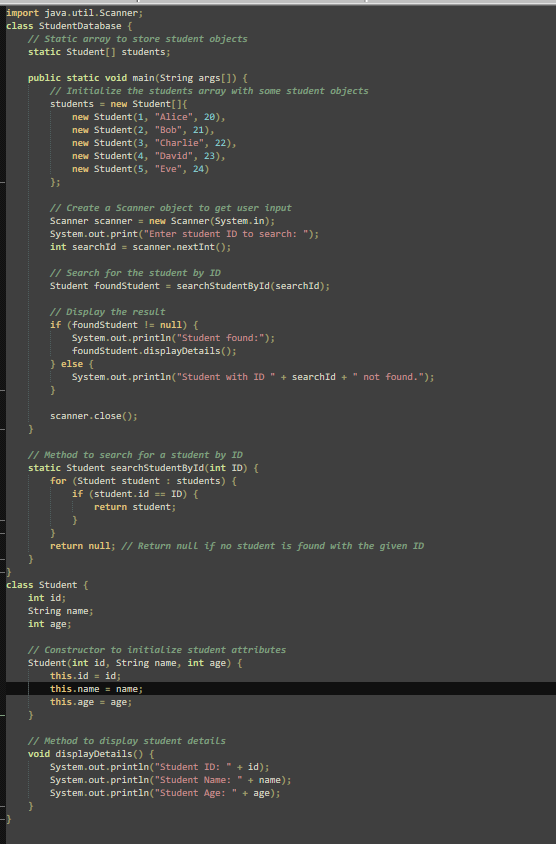 import java.util.Scanner;
class StudentDatabase {
    // Static array to store student objects
    static Student[] students;

    public static void main(String args[]) {
        // Initialize the students array with some student objects
        students = new Student[]{
            new Student(1, "Alice", 20),
            new Student(2, "Bob", 21),
            new Student(3, "Charlie", 22),
            new Student(4, "David", 23),
            new Student(5, "Eve", 24)
        };

        // Create a Scanner object to get user input
        Scanner scanner = new Scanner(System.in);
        System.out.print("Enter student ID to search: ");
        int searchId = scanner.nextInt();

        // Search for the student by ID
        Student foundStudent = searchStudentById(searchId);

        // Display the result
        if (foundStudent != null) {
            System.out.println("Student found:");
            foundStudent.displayDetails();
        } else {
            System.out.println("Student with ID " + searchId + " not found.");
        }

        scanner.close();
    }

    // Method to search for a student by ID
    static Student searchStudentById(int ID) {
        for (Student student : students) {
            if (student.id == ID) {
                return student;
            }
        }
        return null; // Return null if no student is found with the given ID
    }
}
class Student {
    int id;
    String name;
    int age;

    // Constructor to initialize student attributes
    Student(int id, String name, int age) {
        this.id = id;
        this.name = name;
        this.age = age;
    }

    // Method to display student details
    void displayDetails() {
        System.out.println("Student ID: " + id);
        System.out.println("Student Name: " + name);
        System.out.println("Student Age: " + age);
    }
}